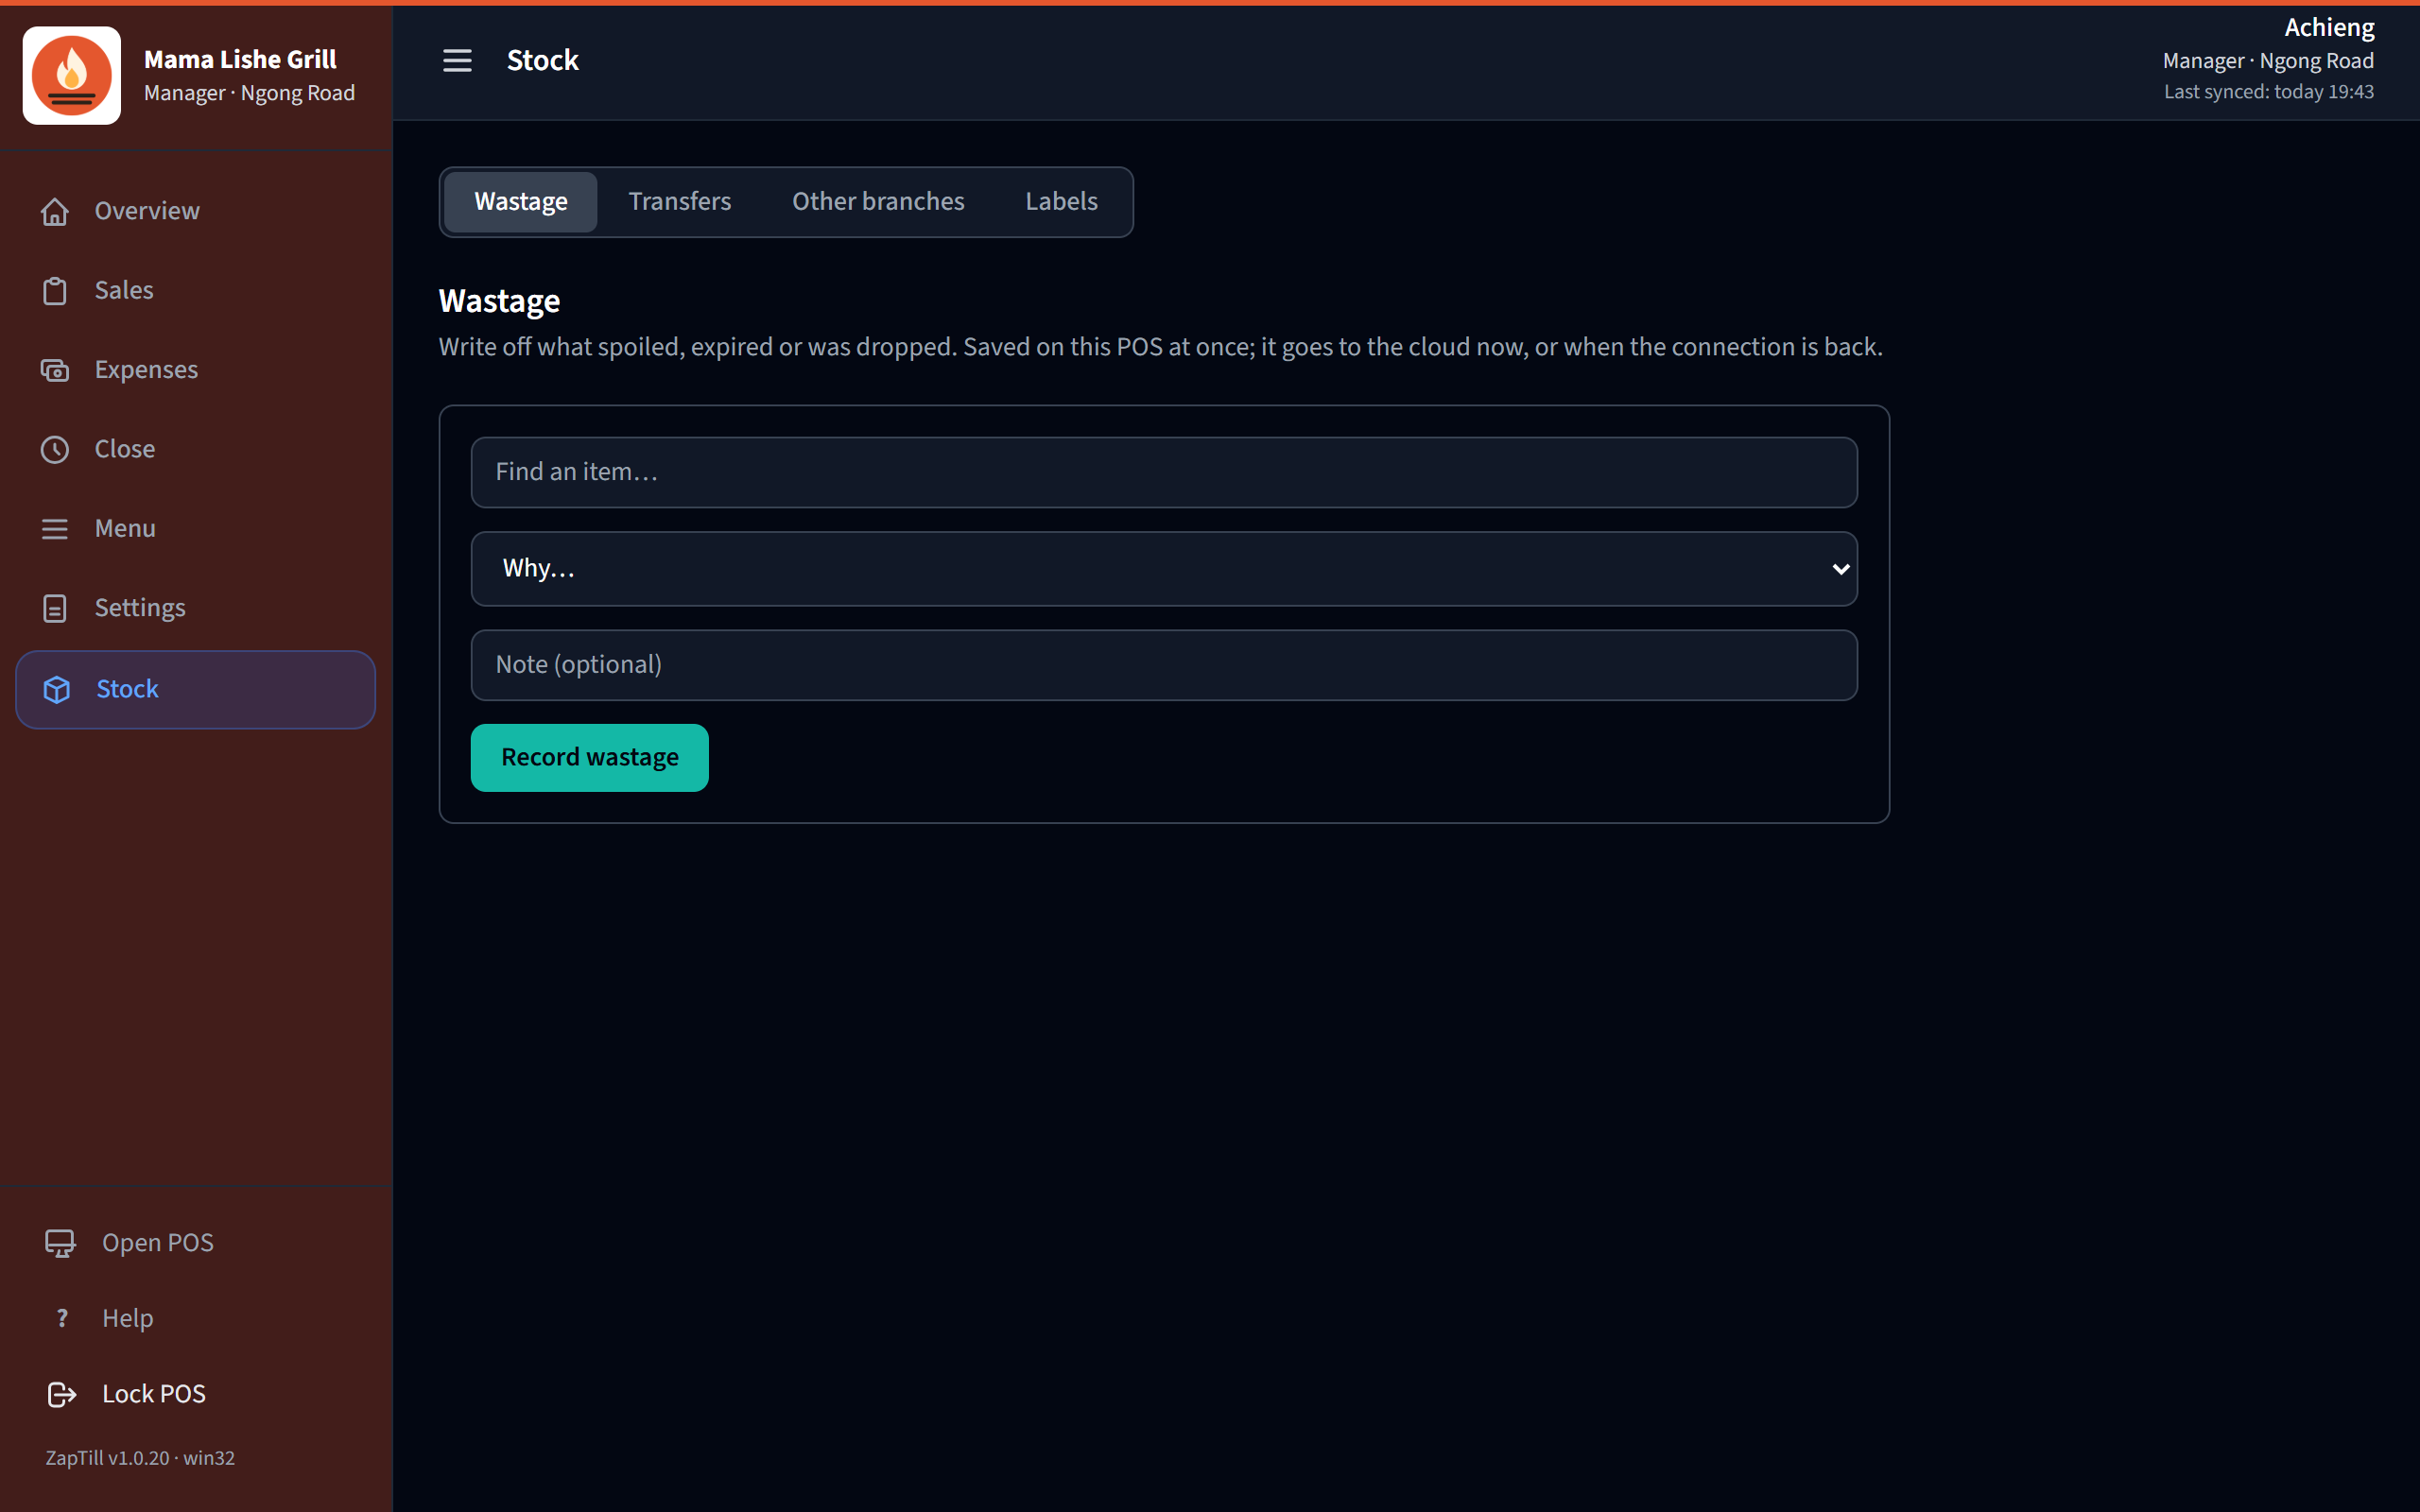 Mama Lishe Grill
Manager · Ngong Road
Overview
Sales
Expenses
Close
Menu
Settings
Stock
Open POS
? Help
Lock POS
ZapTill v1.0.20 · win32
Stock
Achieng
Manager · Ngong Road
Last synced: today 19:43
Wastage Transfers Other branches Labels
Wastage
Write off what spoiled, expired or was dropped. Saved on this POS at once; it goes to the cloud now, or when the connection is back.
Find an item…
Why…
Note (optional)
Record wastage